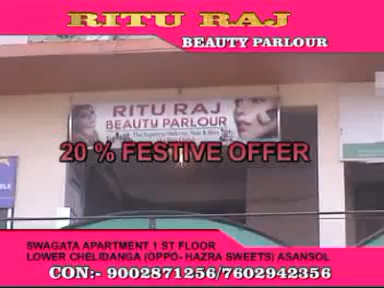 RITU RAJ
BEAUTY PARLOUR
RITU RAJ
BEAUTY PARLOUR
20 % FESTIVE OFFER
SWAGATA APARTMENT 1 ST FLOOR
LOWER CHELIDANGA (OPPO- HAZRA SWEETS) ASANSOL
CON:- 9002871256/7602942356